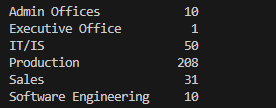 Admin Offices 10
Executive Office 1
IT/IS 50
Production 208
Sales 31
Software Engineering 10